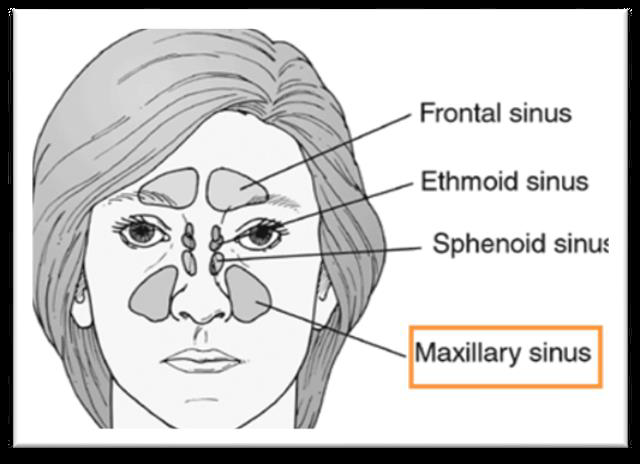 Frontal sinus
Ethmoid sinus
Sphenoid sinus
Maxillary sinus